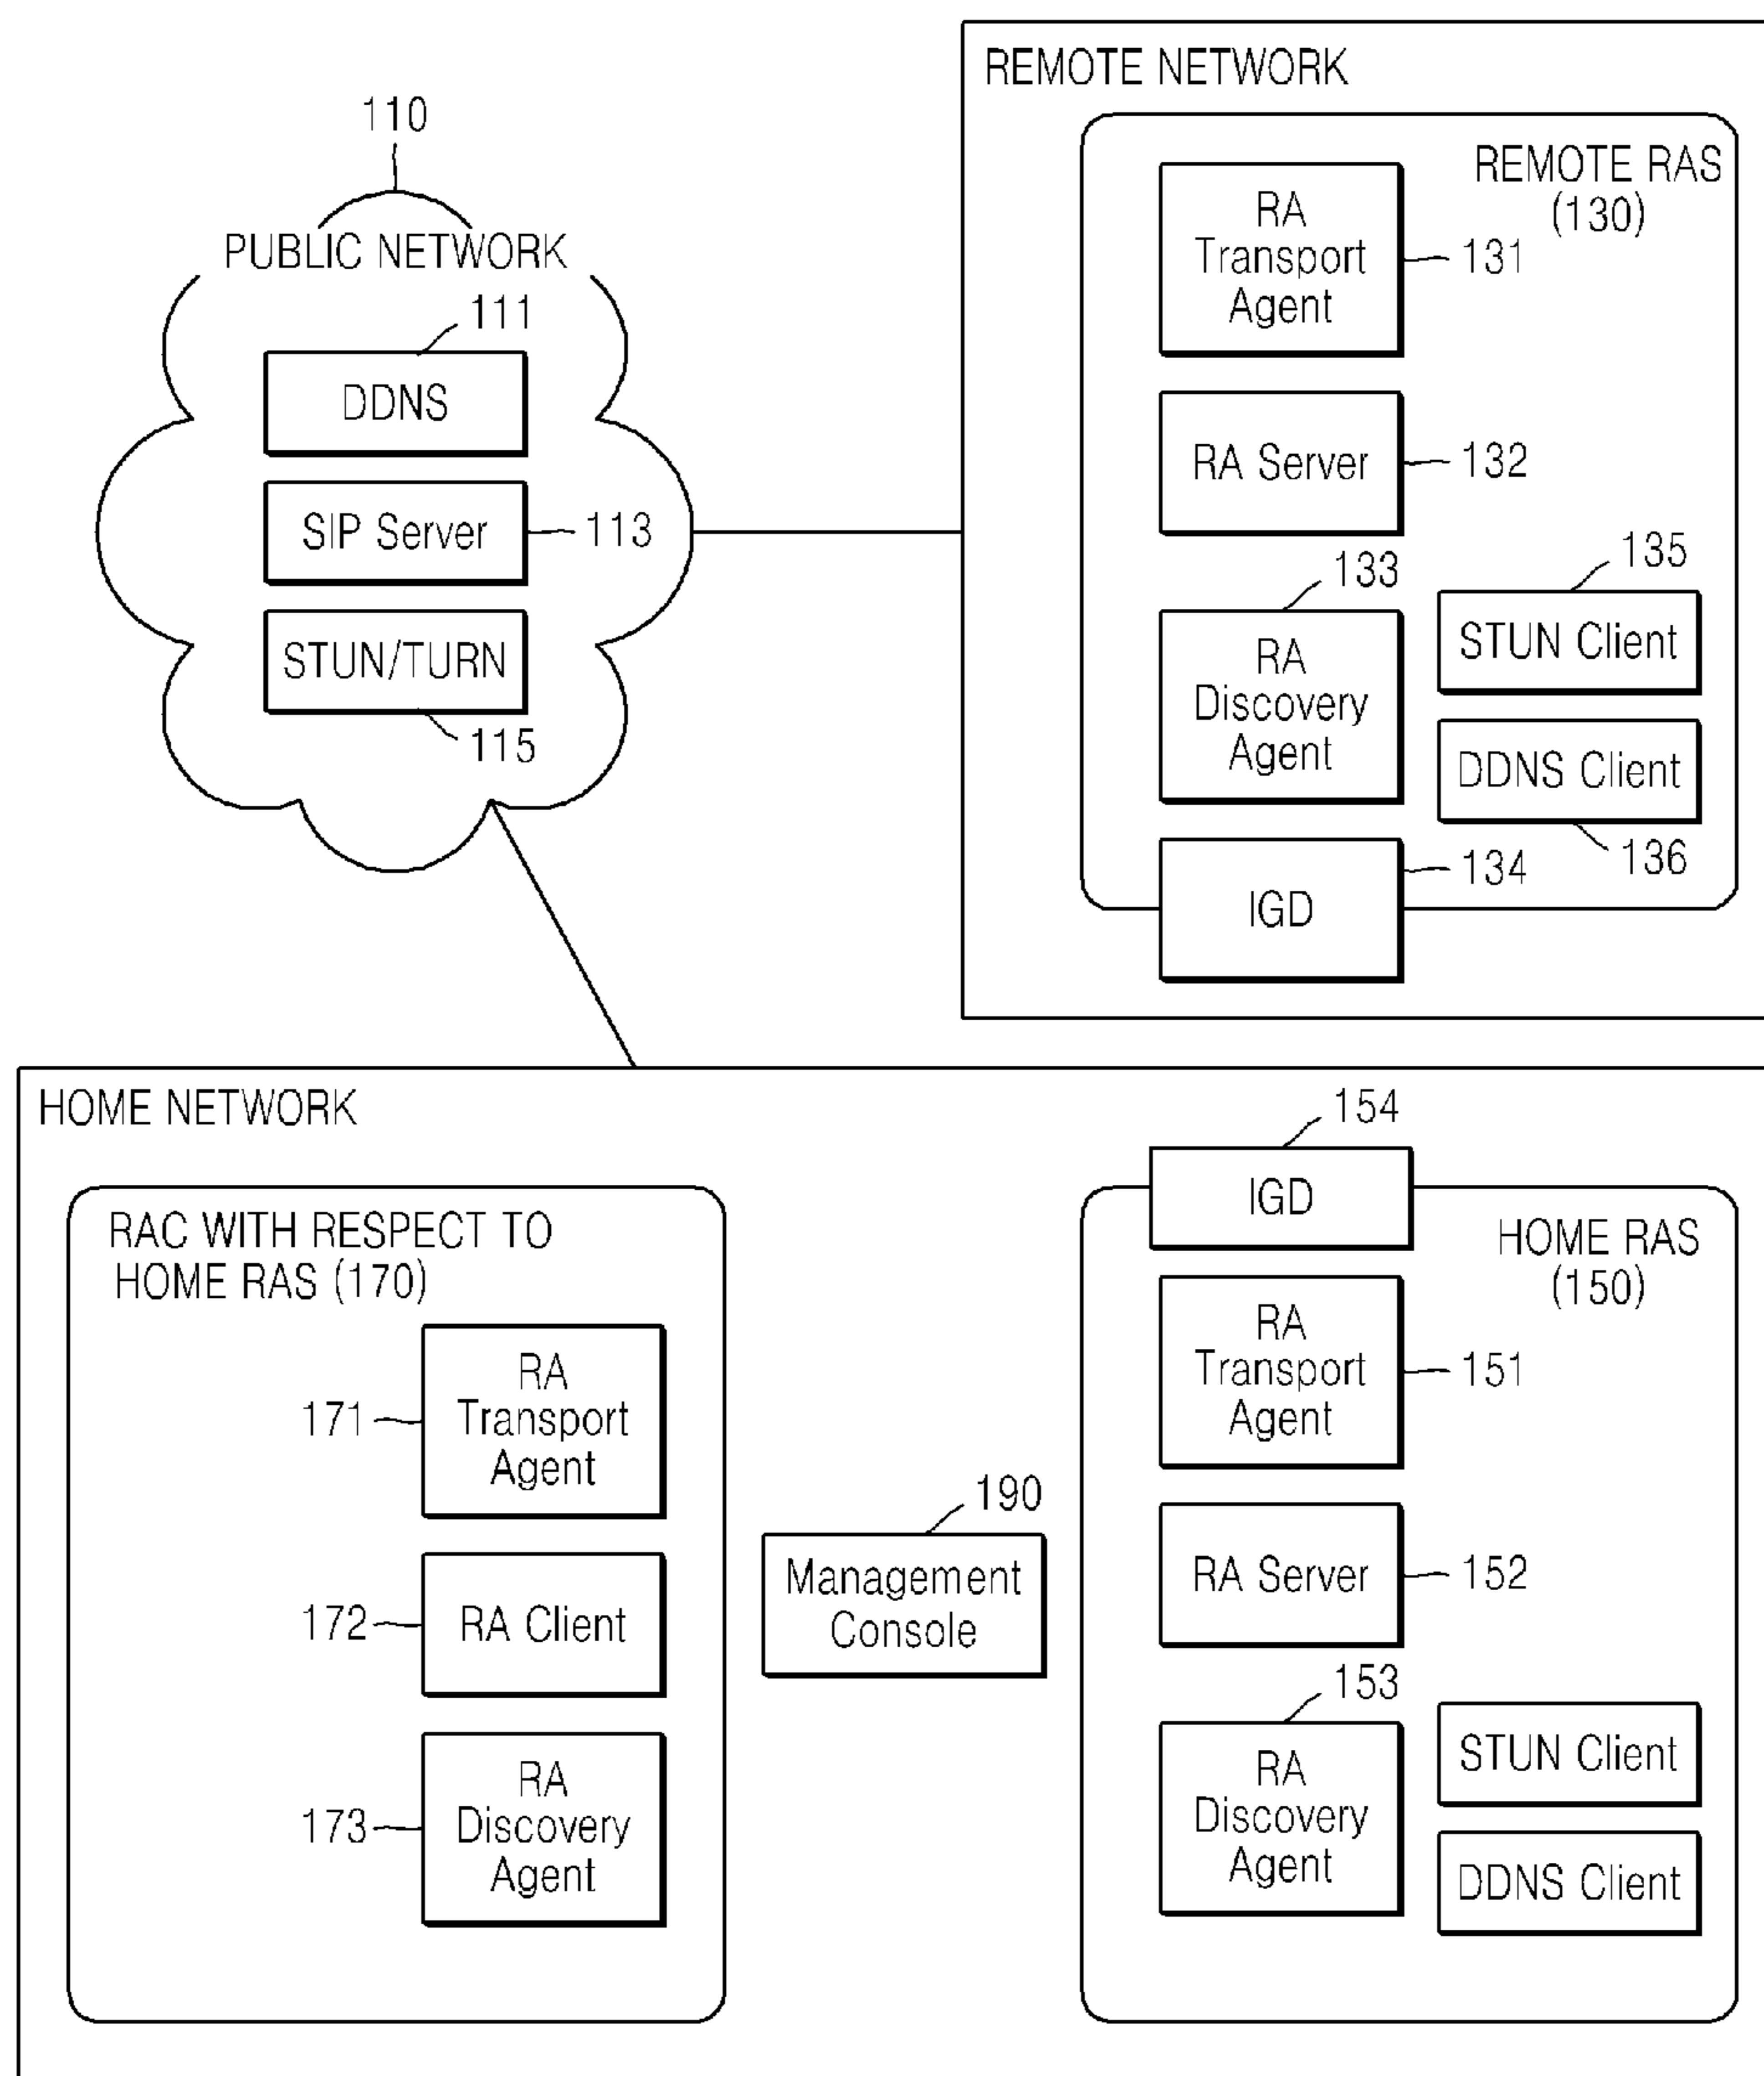 110
PUBLIC NETWORK
111
DDNS
SIP Server
113
STUN/TURN
115
REMOTE NETWORK
REMOTE RAS
(130)
RA
Transport
Agent
131
RA Server
132
133
RA
Discovery
Agent
135
STUN Client
DDNS Client
136
134
IGD
HOME NETWORK
RAC WITH RESPECT TO
HOME RAS (170)
171
RA
Transport
Agent
172
RA Client
173
RA
Discovery
Agent
190
Management
Console
154
IGD
HOME RAS
(150)
RA
Transport
Agent
151
RA Server
152
153
RA
Discovery
Agent
STUN Client
DDNS Client